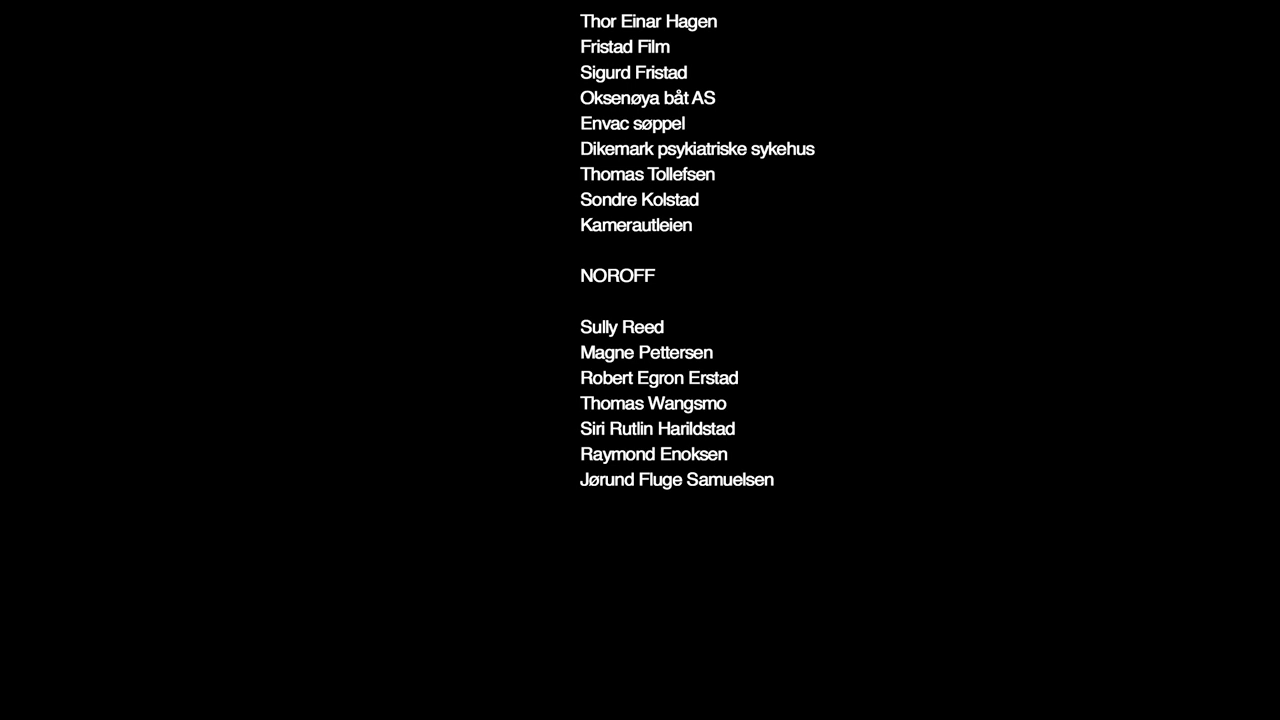 Thor Einar Hagen
Fristad Film
Sigurd Fristad
Oksenøya båt AS
Envac søppel
Dikemark psykiatriske sykehus
Thomas Tollefsen
Sondre Kolstad
Kamerautleien
NOROFF
Sully Reed
Magne Pettersen
Robert Egron Erstad
Thomas Wangsmo
Siri Rutlin Harildstad
Raymond Enoksen
Jørund Fluge Samuelsen